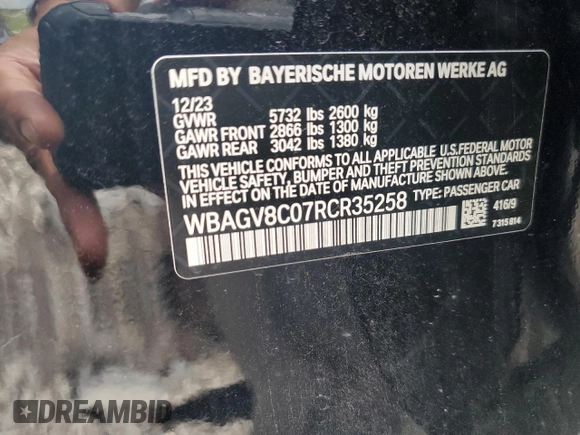 MFD BY BAYERISCHE MOTOREN WERKE AG
12/23
GVWR 5732 lbs 2600 kg
GAWR FRONT 2866 lbs 1300 kg
GAWR REAR 3042 lbs 1380 kg
THIS VEHICLE CONFORMS TO ALL APPLICABLE U.S.FEDERAL MOTOR
VEHICLE SAFETY, BUMPER AND THEFT PREVENTION STANDARDS
IN EFFECT ON THE DATE OF MANUFACTURE SHOWN ABOVE.
WBAGV8C07RCR35258 TYPE: PASSENGER CAR
416/9
7315814
DREAMBID